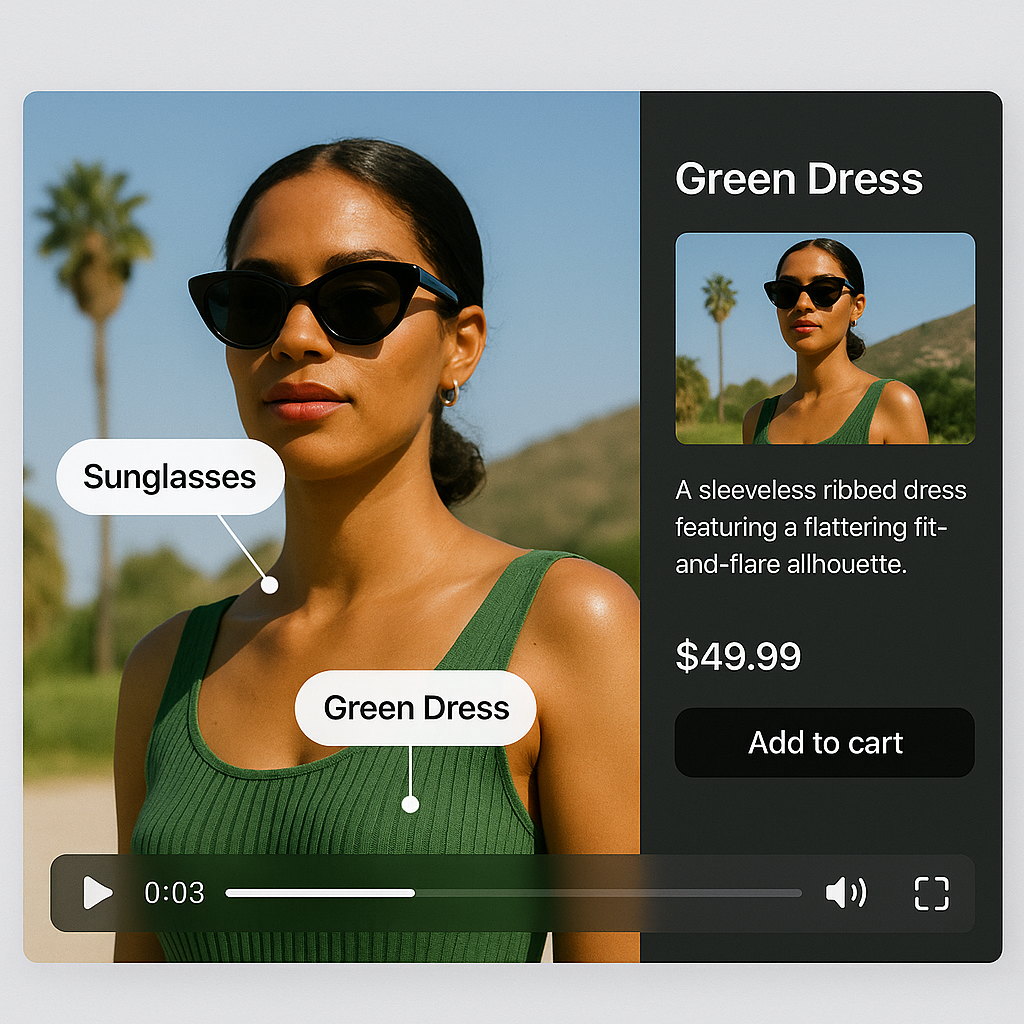 Green Dress
Sunglasses
A sleeveless ribbed dress
featuring a flattering fit-
and-flare allhouette.
$49.99
Green Dress
Add to cart
0:03